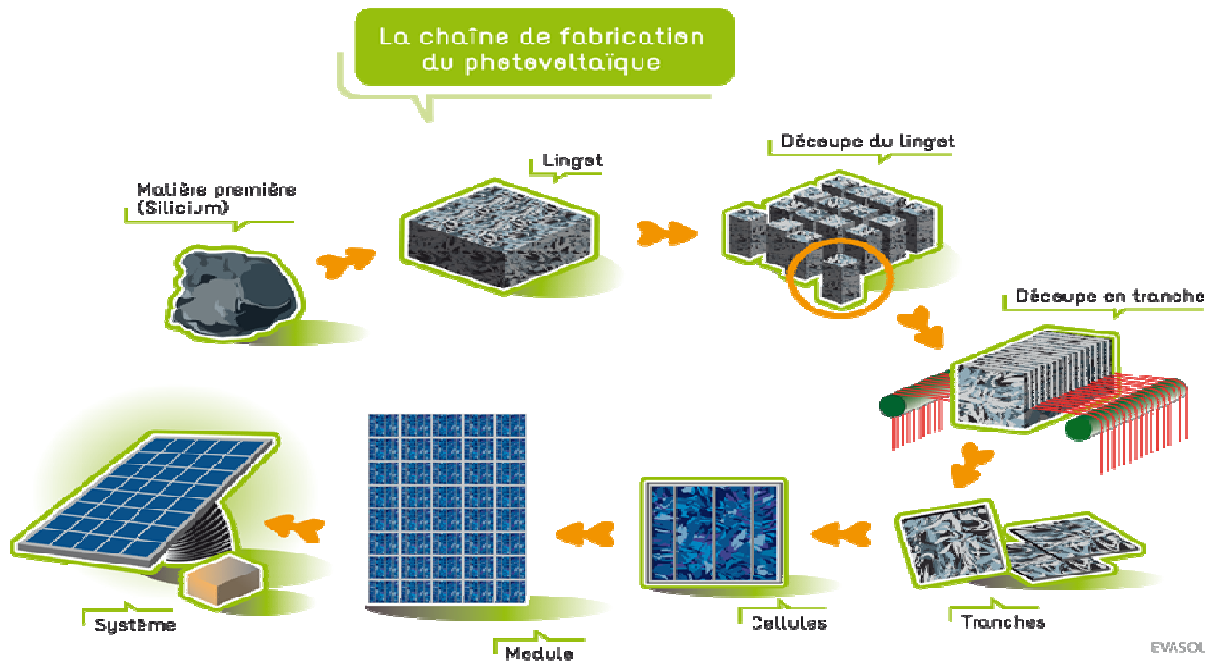 La chaîne de fabrication
du photovoltaïque
Matière première
(Silicium)
Lingot
Découpe du lingot
Découpe en tranche
Tranches
Cellules
Module
Système
EVASOL